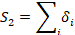 S₂ = ∑ᵢ δᵢ